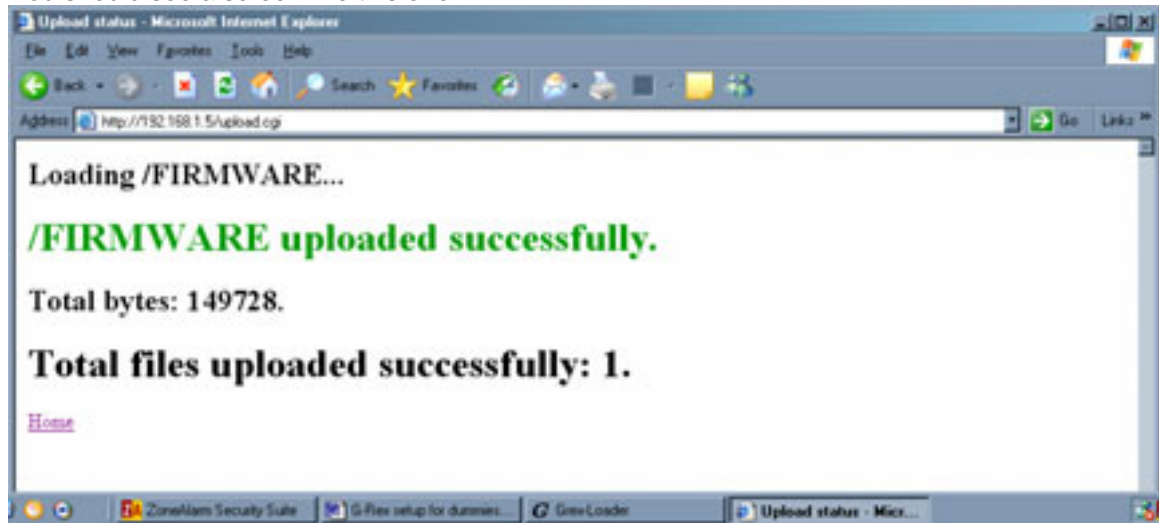 Upload status - Microsoft Internet Explorer
File Edit View Favorites Tools Help
Back Search Favorites
Address http://192.168.1.5/upload.cgi Go Links »
Loading /FIRMWARE...
/FIRMWARE uploaded successfully.
Total bytes: 149728.
Total files uploaded successfully: 1.
Home
ZoneAlarm Security Suite G-Rex setup for dummies... Upload status - Micr...